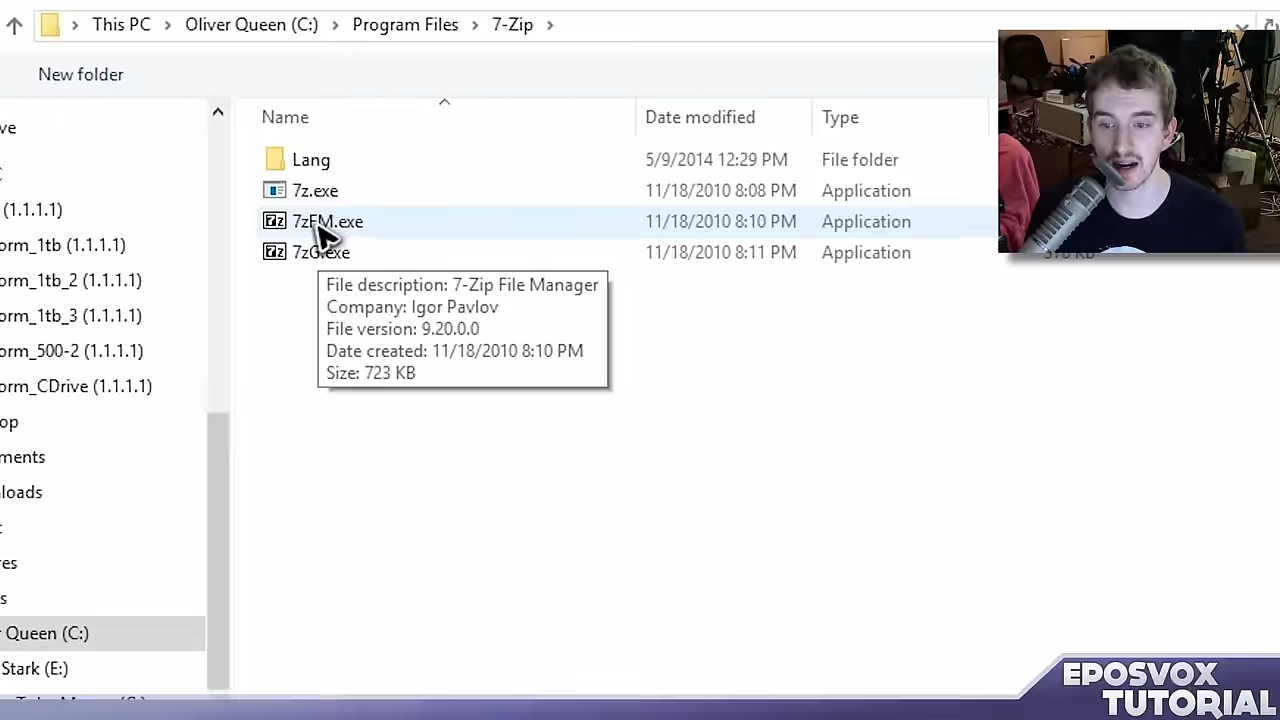 This PC > Oliver Queen (C:) > Program Files > 7-Zip >
New folder
Name Date modified Type
Lang 5/9/2014 12:29 PM File folder
7z.exe 11/18/2010 8:08 PM Application
7zFM.exe 11/18/2010 8:10 PM Application
7zG.exe 11/18/2010 8:11 PM Application
File description: 7-Zip File Manager
Company: Igor Pavlov
File version: 9.20.0.0
Date created: 11/18/2010 8:10 PM
Size: 723 KB
ve
(1.1.1.1)
orm_1tb (1.1.1.1)
orm_1tb_2 (1.1.1.1)
orm_1tb_3 (1.1.1.1)
orm_500-2 (1.1.1.1)
orm_CDrive (1.1.1.1)
op
ments
loads
res
s
r Queen (C:)
Stark (E:)
EPOSVOX
TUTORIAL